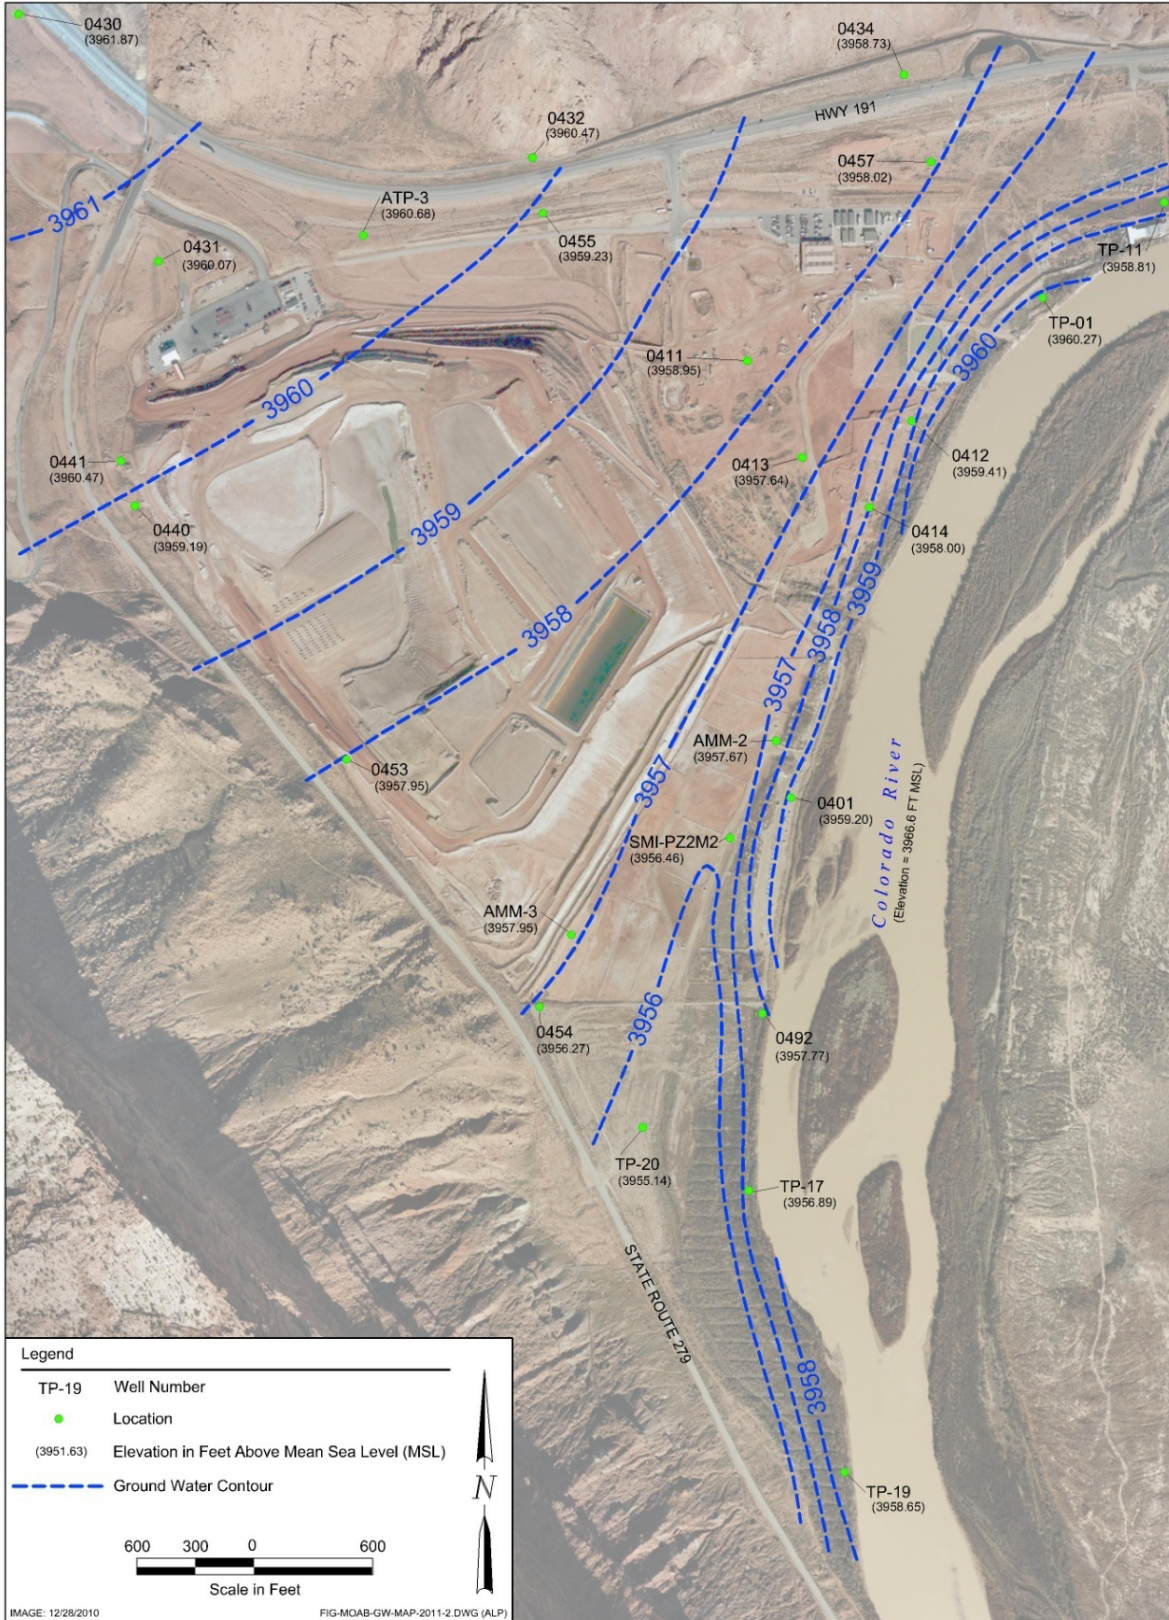 0430
(3961.87)
0434
(3958.73)
HWY 191
0432
(3960.47)
0457
(3958.02)
ATP-3
(3960.68)
3961
0455
(3959.23)
0431
(3960.07)
TP-11
(3958.81)
TP-01
(3960.27)
0411
(3958.95)
3960
3960
0412
(3959.41)
0441
(3960.47)
0413
(3957.64)
0440
(3959.19)
3959
0414
(3958.00)
3959
3958
3958
3957
AMM-2
(3957.67)
0453
(3957.95)
3957
0401
(3959.20)
Colorado River
(Elevation = 3966.6 FT MSL)
SMI-PZ2M2
(3956.46)
AMM-3
(3957.95)
3956
0454
(3956.27)
0492
(3957.77)
TP-20
(3955.14)
TP-17
(3956.89)
STATE ROUTE 279
3958
TP-19
(3958.65)
Legend
TP-19 Well Number
Location
(3951.63) Elevation in Feet Above Mean Sea Level (MSL)
Ground Water Contour
N
600 300 0 600
Scale in Feet
IMAGE: 12/28/2010 FIG-MOAB-GW-MAP-2011-2.DWG (ALP)